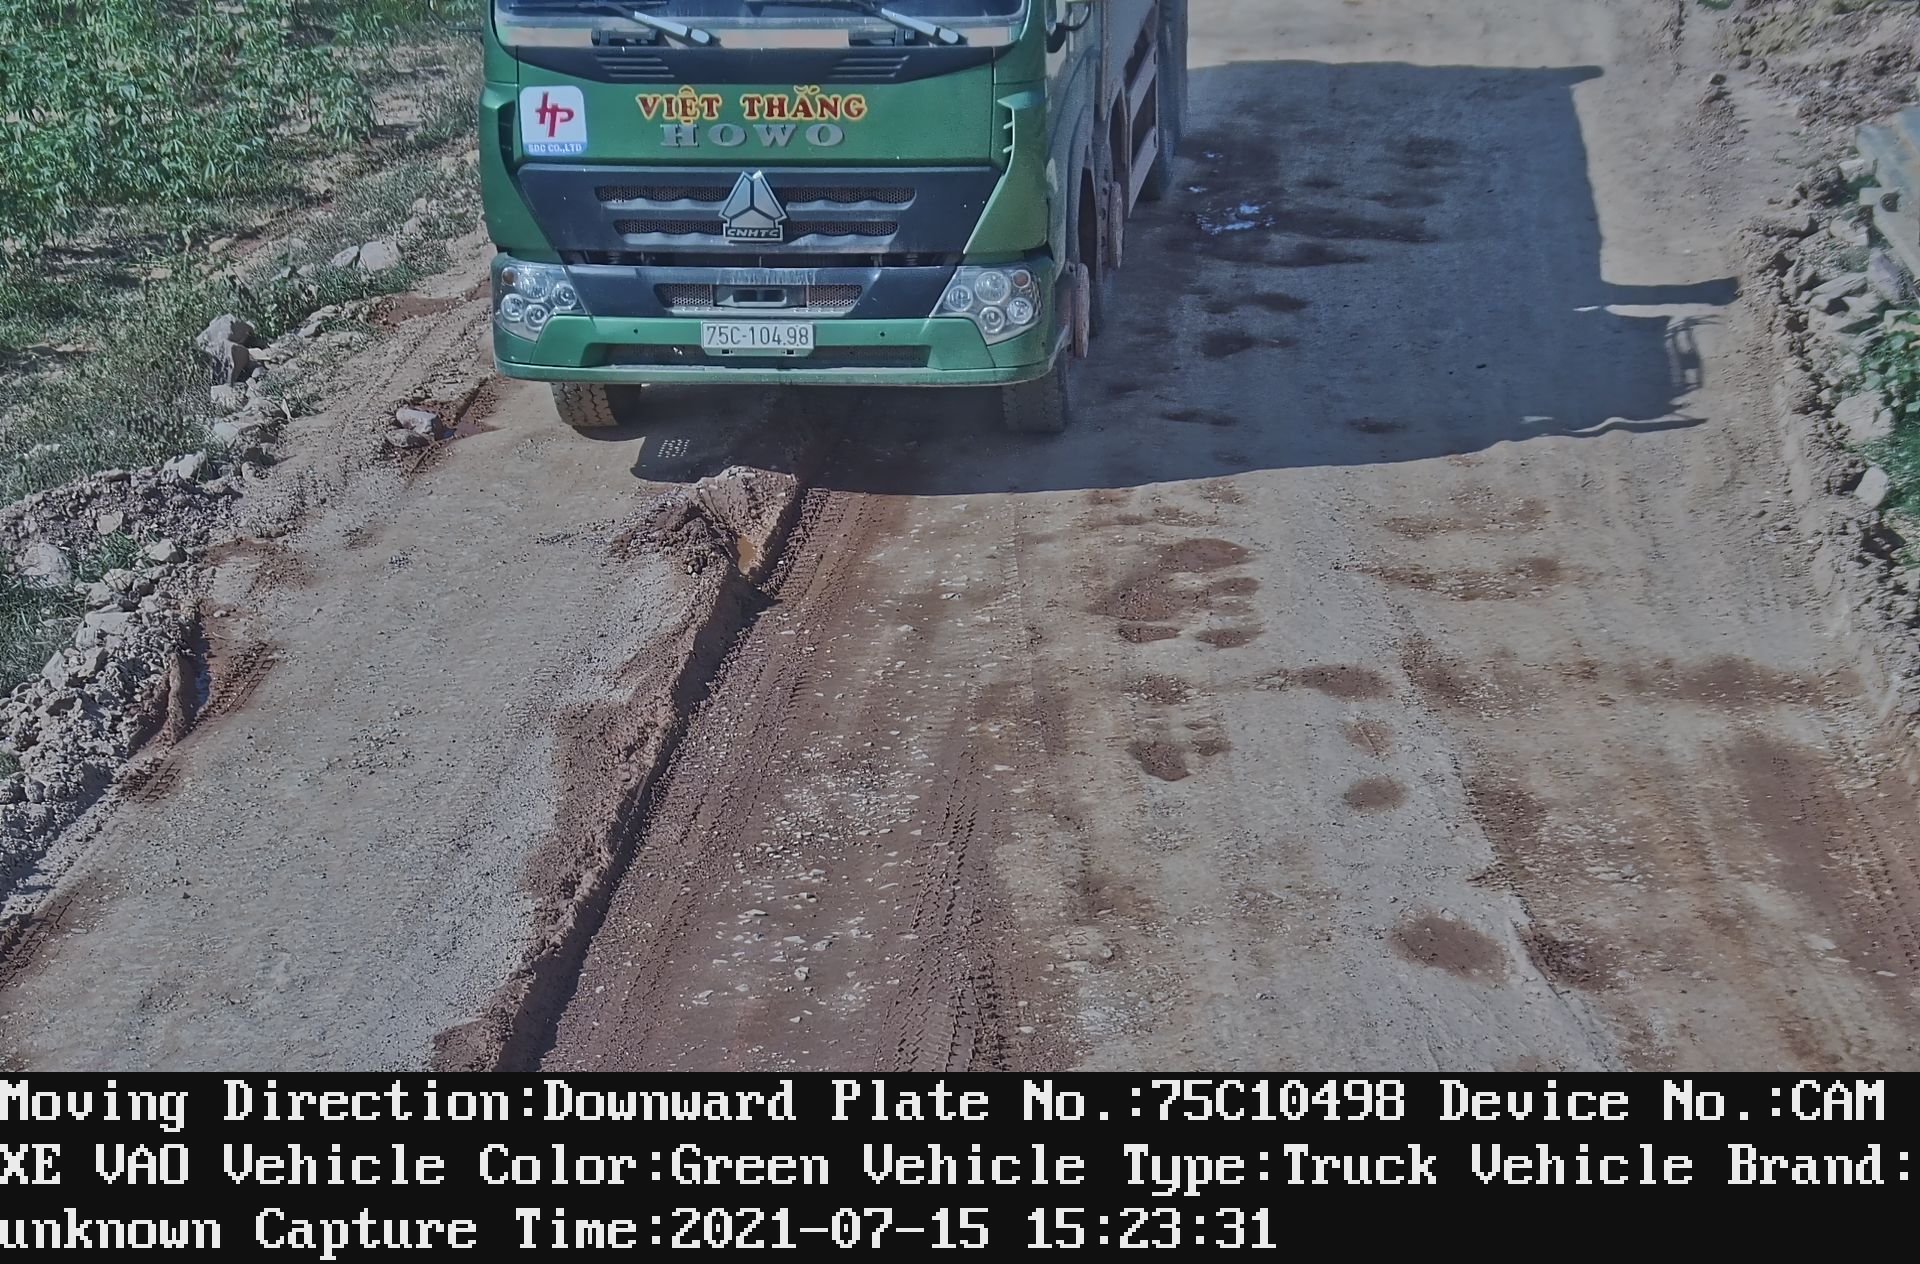 hp
SDC CO.,LTD
VIỆT THẮNG
HOWO
CNHTC
75C-104.98
Moving Direction:Downward Plate No.:75C10498 Device No.:CAM
XE VAO Vehicle Color:Green Vehicle Type:Truck Vehicle Brand:
unknown Capture Time:2021-07-15 15:23:31